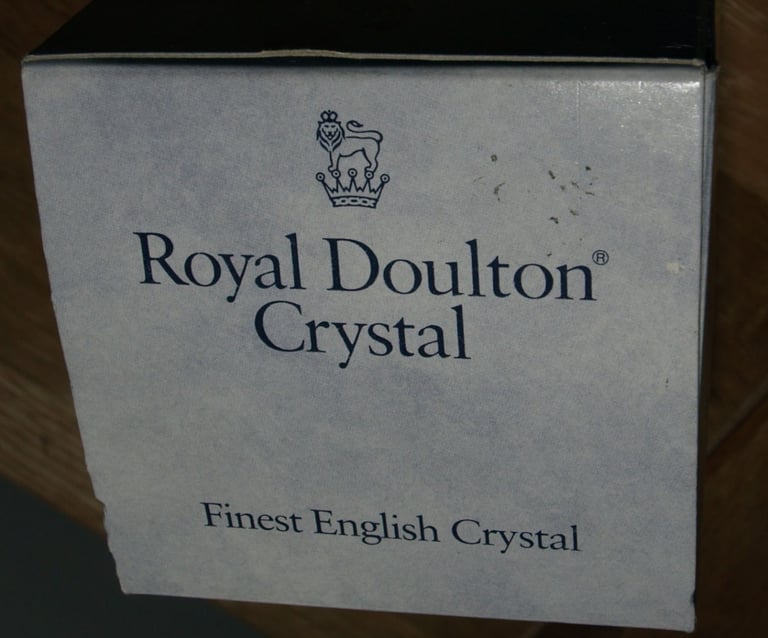 Royal Doulton®
Crystal
Finest English Crystal